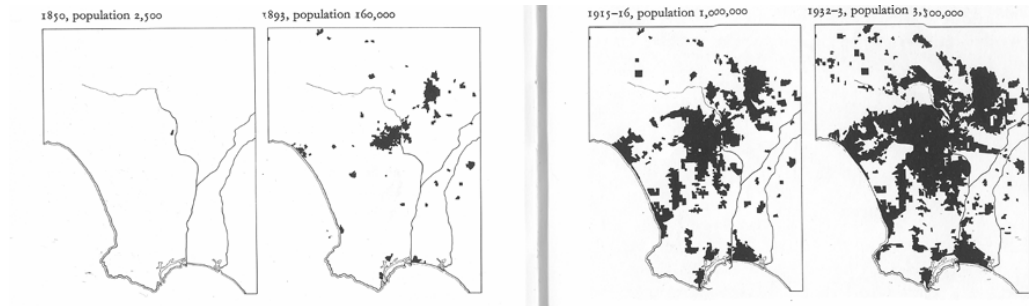 1850, population 2,500
1893, population 160,000
1915–16, population 1,000,000
1932–3, population 3,300,000